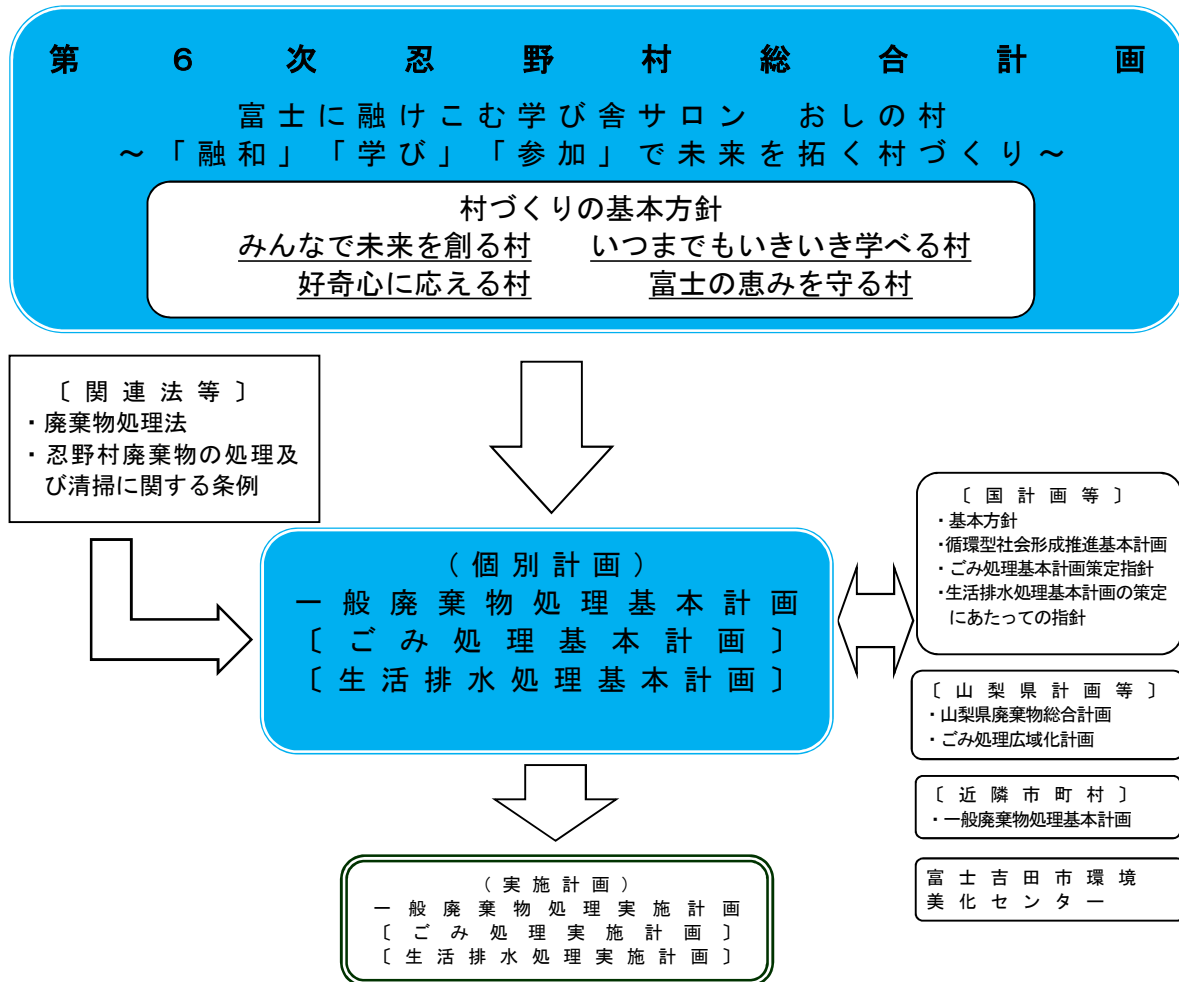 第６次忍野村総合計画
富士に融けこむ学び舎サロン　おしの村
～「融和」「学び」「参加」で未来を拓く村づくり～
村づくりの基本方針
みんなで未来を創る村　いつまでもいきいき学べる村
好奇心に応える村　富士の恵みを守る村
〔関連法等〕
・廃棄物処理法
・忍野村廃棄物の処理及
び清掃に関する条例
（個別計画）
一般廃棄物処理基本計画
〔ごみ処理基本計画〕
〔生活排水処理基本計画〕
〔国計画等〕
・基本方針
・循環型社会形成推進基本計画
・ごみ処理基本計画策定指針
・生活排水処理基本計画の策定
にあたっての指針
〔山梨県計画等〕
・山梨県廃棄物総合計画
・ごみ処理広域化計画
〔近隣市町村〕
・一般廃棄物処理基本計画
富士吉田市環境
美化センター
（実施計画）
一般廃棄物処理実施計画
〔ごみ処理実施計画〕
〔生活排水処理実施計画〕